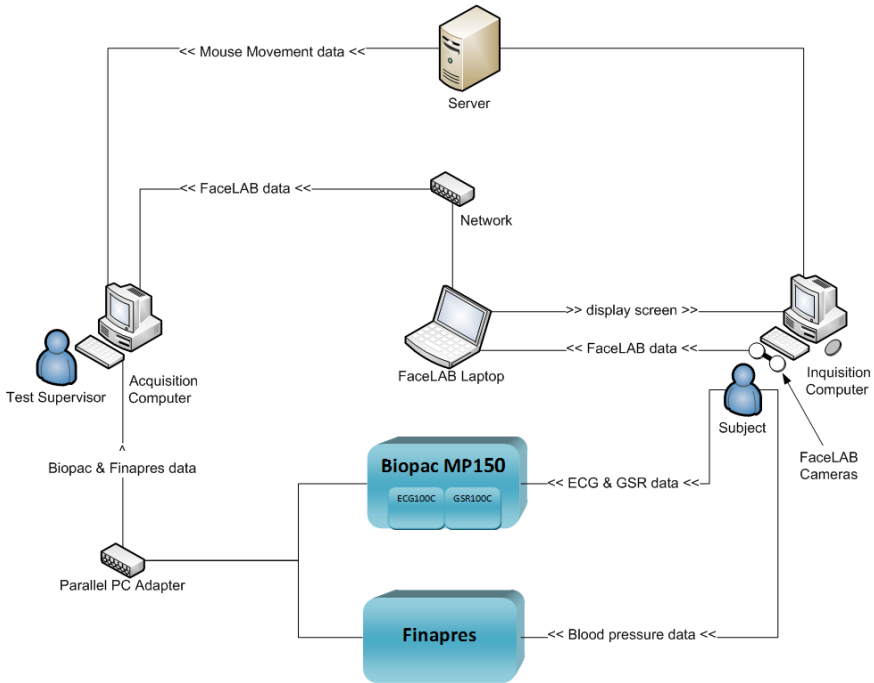 << Mouse Movement data <<
Server
<< FaceLAB data <<
Network
>> display screen >>
<< FaceLAB data <<
FaceLAB Laptop
Inquisition
Computer
Test Supervisor
Acquisition
Computer
Subject
FaceLAB
Cameras
^
Biopac & Finapres data
Biopac MP150
ECG100C
GSR100C
<< ECG & GSR data <<
Parallel PC Adapter
Finapres
<< Blood pressure data <<